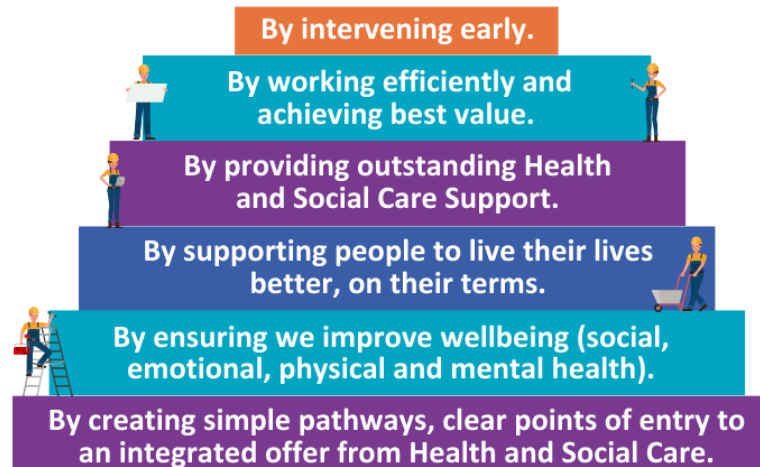 By intervening early.
By working efficiently and
achieving best value.
By providing outstanding Health
and Social Care Support.
By supporting people to live their lives
better, on their terms.
By ensuring we improve wellbeing (social,
emotional, physical and mental health).
By creating simple pathways, clear points of entry to
an integrated offer from Health and Social Care.